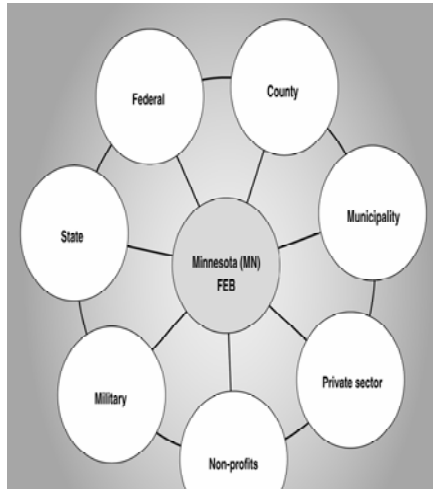 Federal
County
State
Municipality
Minnesota (MN)
FEB
Military
Private sector
Non-profits